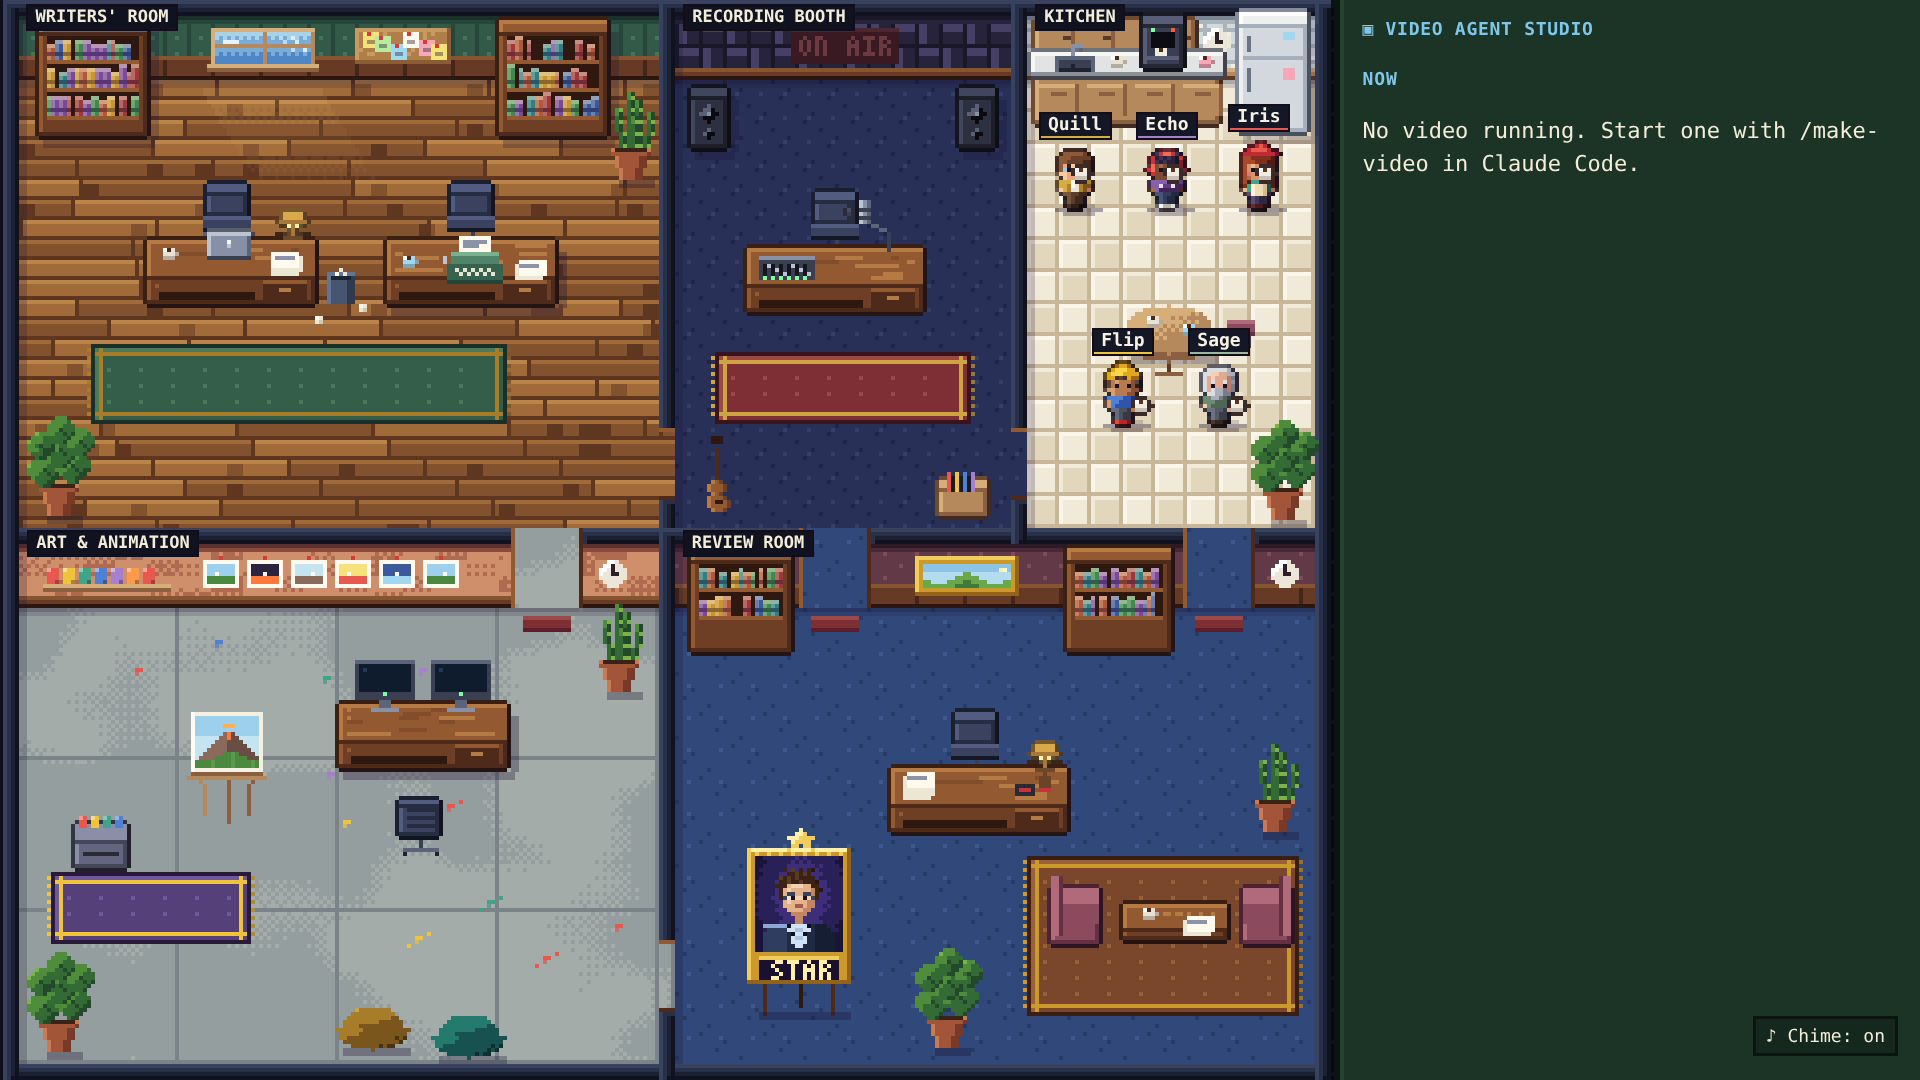 WRITERS' ROOM
RECORDING BOOTH
ON AIR
KITCHEN
Quill
Echo
Iris
Flip
Sage
ART & ANIMATION
REVIEW ROOM
STAR
▣ VIDEO AGENT STUDIO
NOW
No video running. Start one with /make-
video in Claude Code.
♪ Chime: on